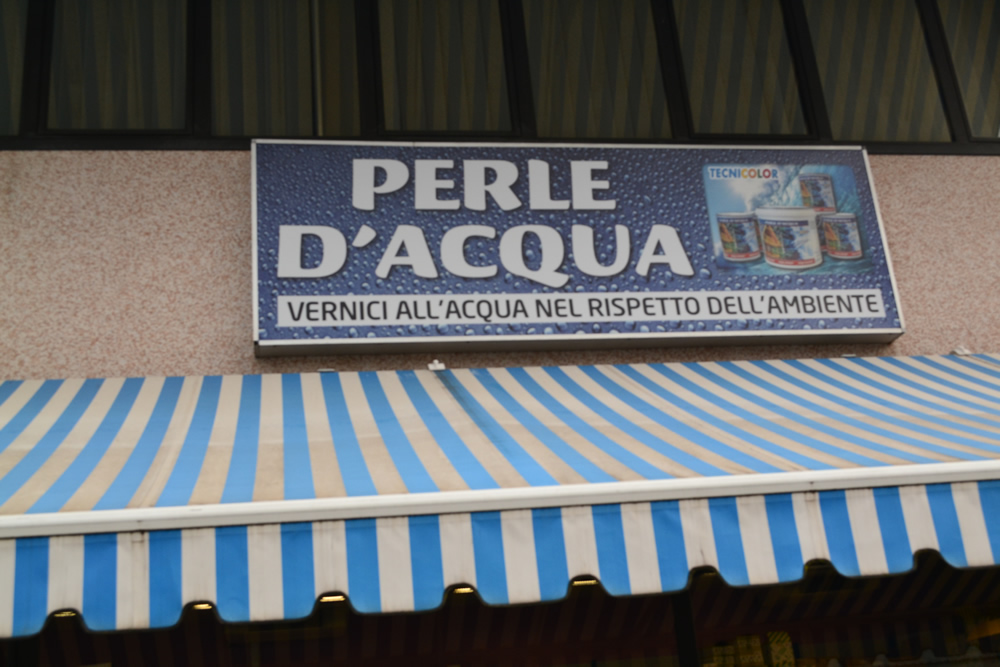 PERLE
D'ACQUA
TECNICOLOR
VERNICI ALL'ACQUA NEL RISPETTO DELL'AMBIENTE